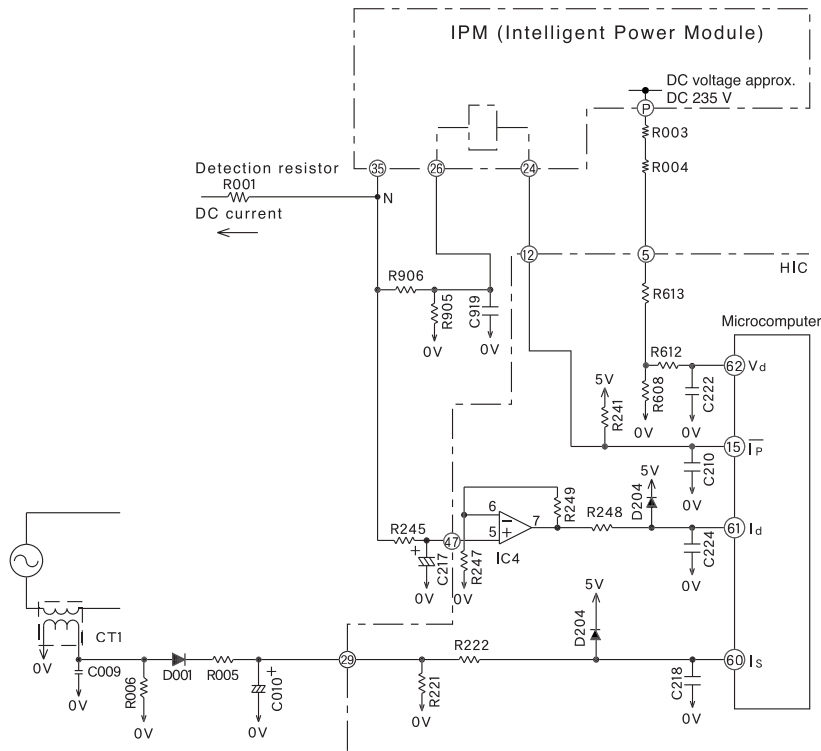 IPM (Intelligent Power Module)
DC voltage approx.
DC 235 V
P
R003
R004
35
26
24
Detection resistor
R001
N
DC current
12
5
HIC
R906
R905
C919
0V
0V
R613
Microcomputer
R612
62
Vd
R608
C222
0V
0V
5V
R241
15
IP
C210
0V
R249
5V
D204
6
7
R248
61
Id
R245
47
5
IC4
C217
R247
C224
0V
0V
0V
CT1
5V
D204
0V
C009
D001
R005
29
R222
60
IS
R006
C010
R221
C218
0V
0V
0V
0V
0V